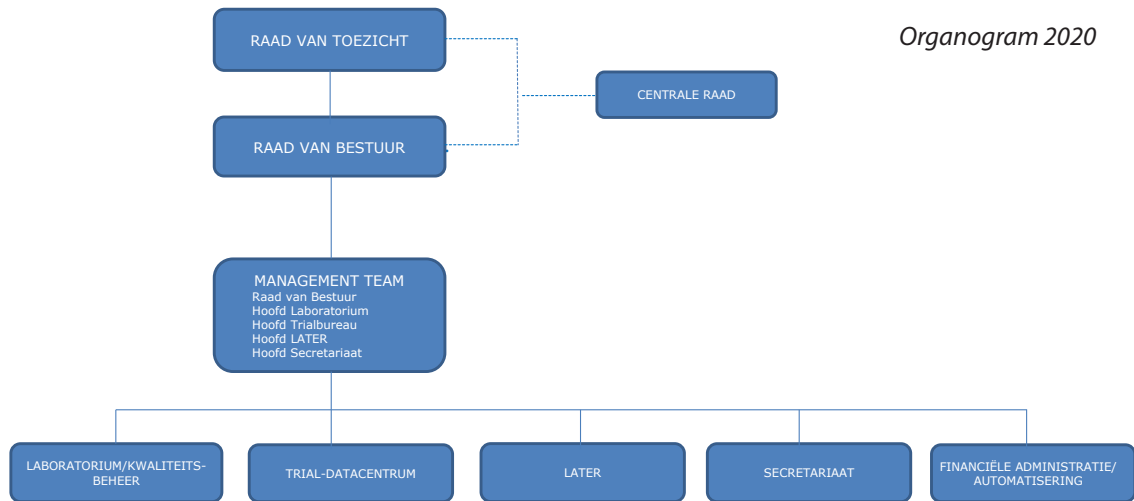 Organogram 2020
RAAD VAN TOEZICHT
CENTRALE RAAD
RAAD VAN BESTUUR
MANAGEMENT TEAM
Raad van Bestuur
Hoofd Laboratorium
Hoofd Trialbureau
Hoofd LATER
Hoofd Secretariaat
LABORATORIUM/KWALITEITS-
BEHEER
TRIAL-DATACENTRUM
LATER
SECRETARIAAT
FINANCIËLE ADMINISTRATIE/
AUTOMATISERING